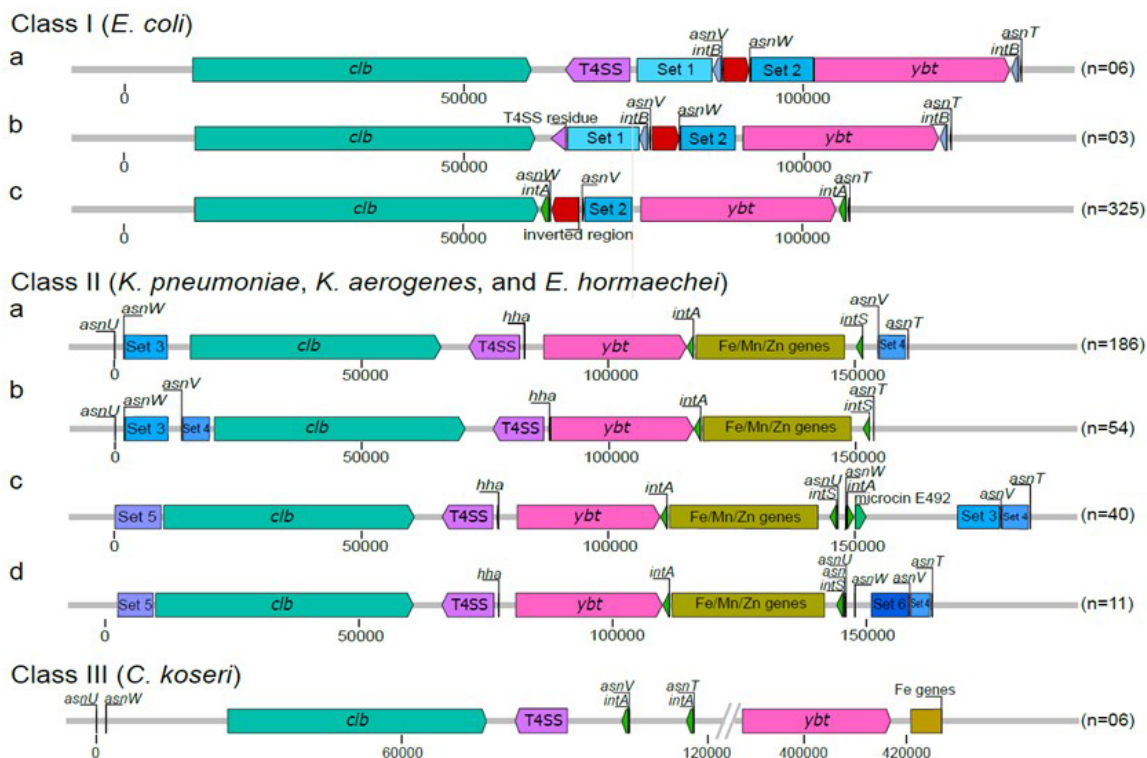 Class I (E. coli)
asnV asnT
a intB asnW intB
clb T4SS Set 1 Set 2 ybt (n=06)
0 50000 100000
asnV asnT
b T4SS residue intB asnW intB
clb Set 1 Set 2 ybt (n=03)
0 50000 100000
c asnW asnV asnT
intA intA
clb Set 2 ybt (n=325)
0 50000 inverted region 100000
Class II (K. pneumoniae, K. aerogenes, and E. hormaechei)
a asnW asnV
asnU hha intA intS asnT
Set 3 clb T4SS ybt Fe/Mn/Zn genes Set 4 (n=186)
0 50000 100000 150000
b asnV asnT
asnU asnW hha intA intS
Set 3 Set 4 clb T4SS ybt Fe/Mn/Zn genes (n=54)
0 50000 100000 150000
c asnU asnW asnT
hha intA intS intA microcin E492 asnV
Set 5 clb T4SS ybt Fe/Mn/Zn genes Set 3 Set 4 (n=40)
0 50000 100000 150000
d asnU asnT
hha intA asn intS asnW asnV
Set 5 clb T4SS ybt Fe/Mn/Zn genes Set 6 Set 4 (n=11)
0 50000 100000 150000
Class III (C. koseri)
asnU asnW asnV intA asnT intA Fe genes
clb T4SS ybt (n=06)
0 60000 120000 400000 420000